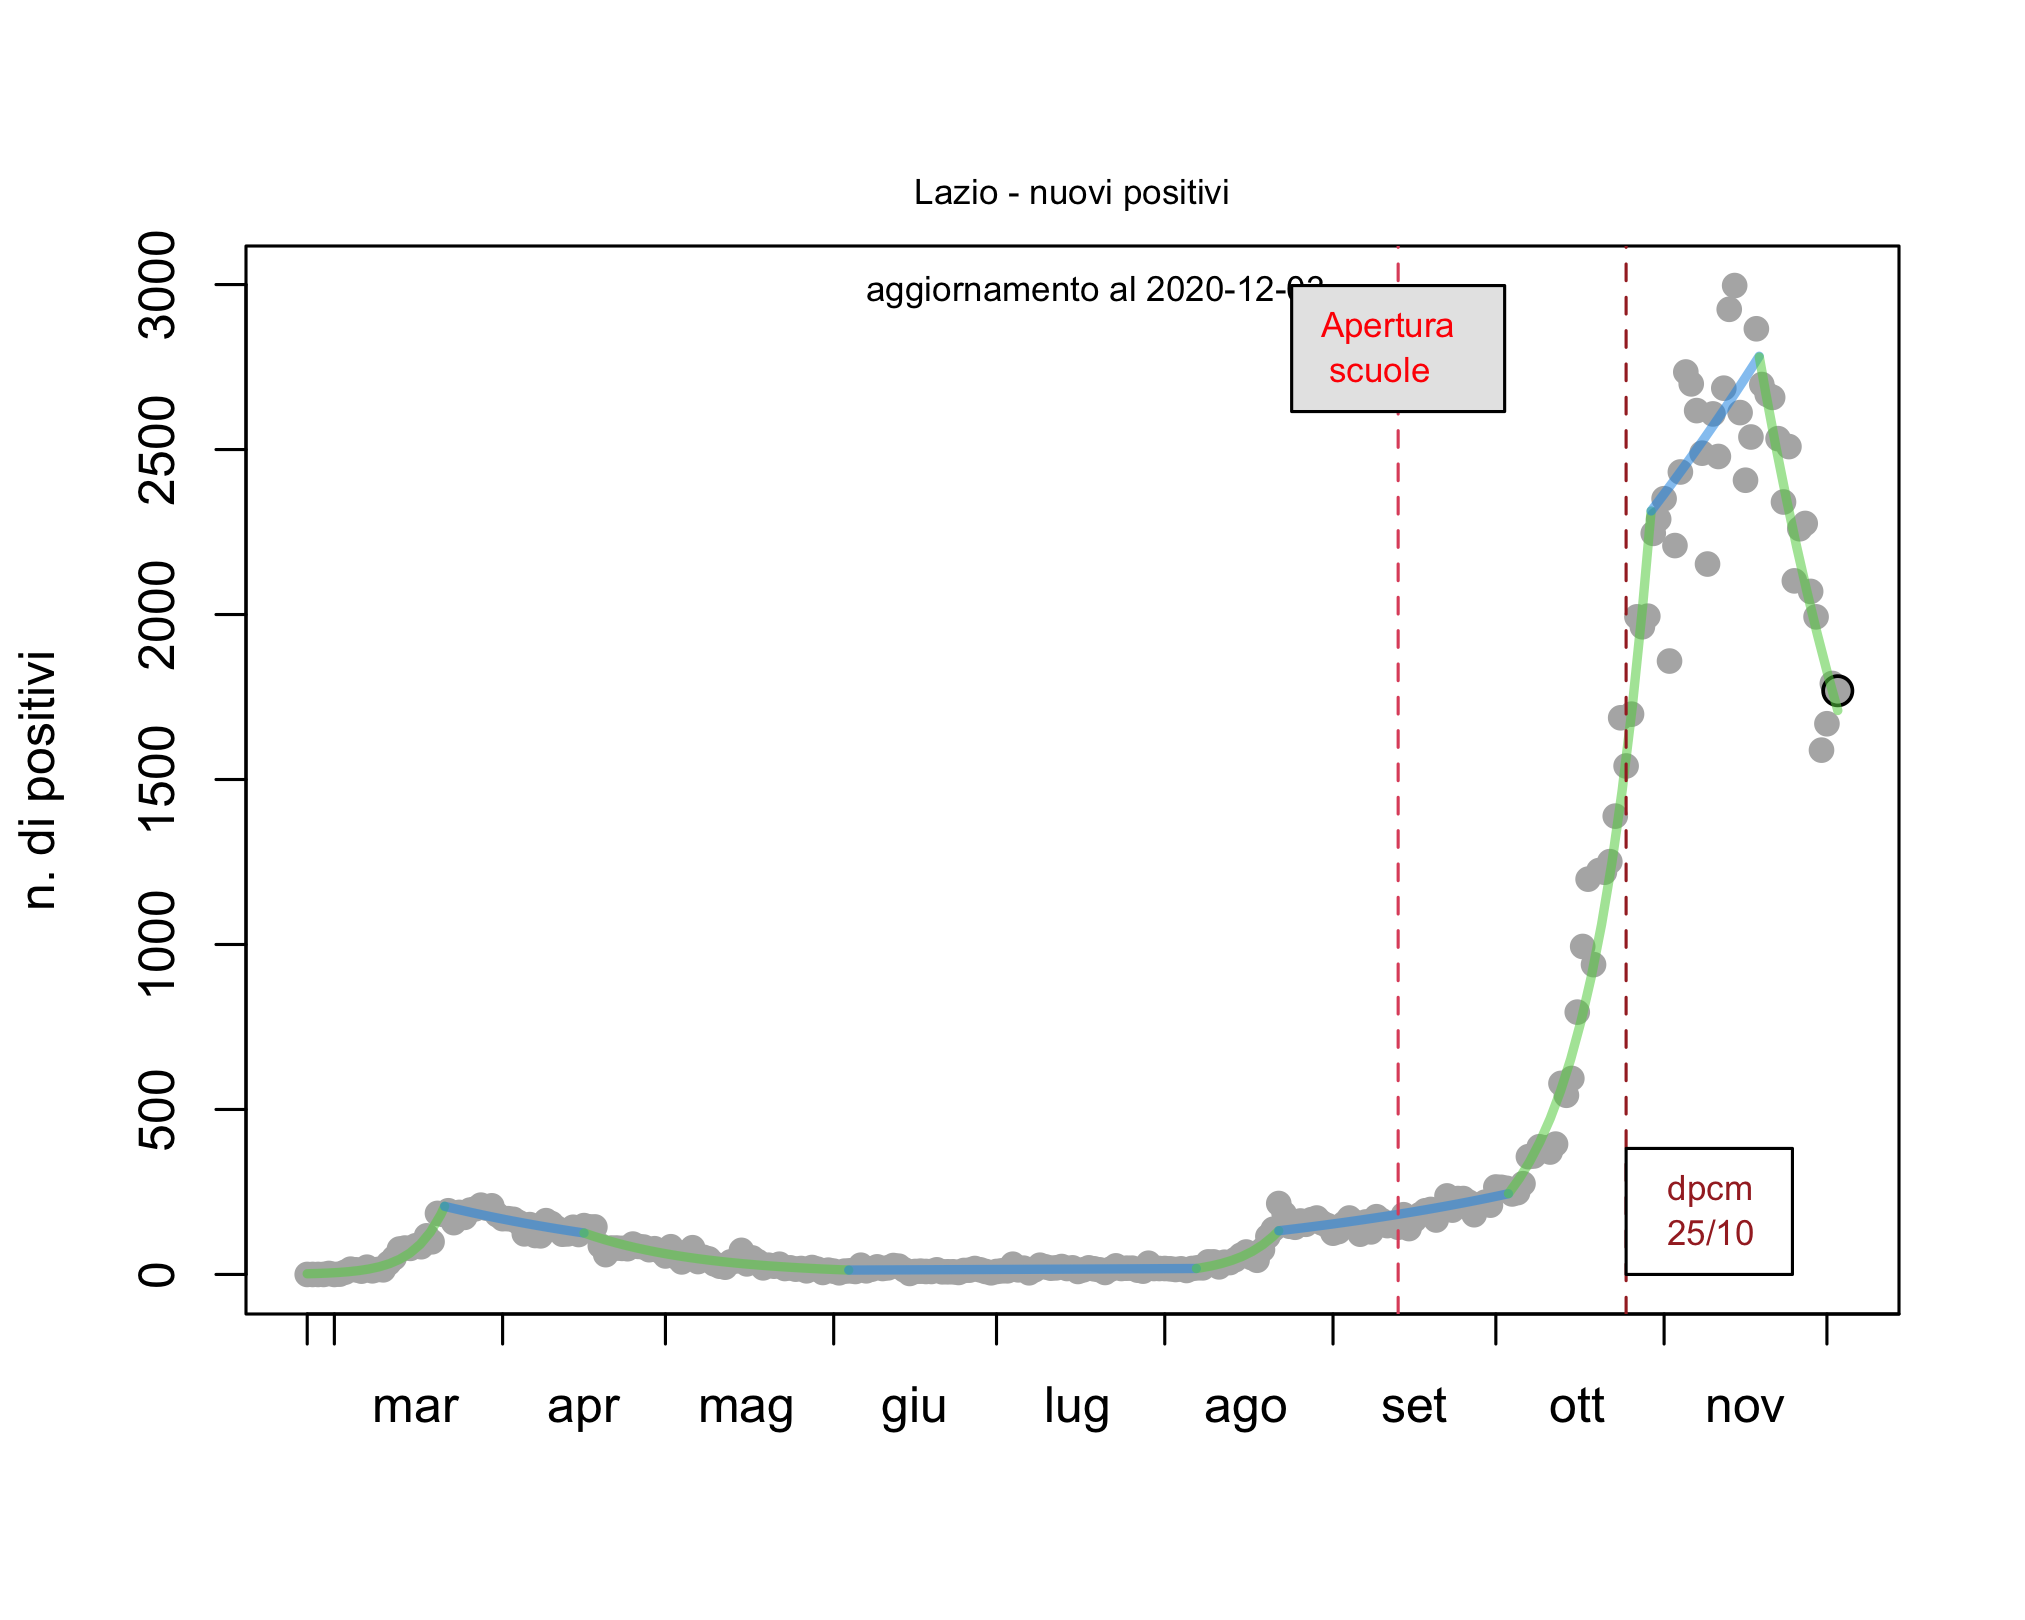 Lazio - nuovi positivi
aggiornamento al 2020-12-
Apertura
scuole
n. di positivi
3000
2500
2000
1500
1000
500
0
dpcm
25/10
mar apr mag giu lug ago set ott nov